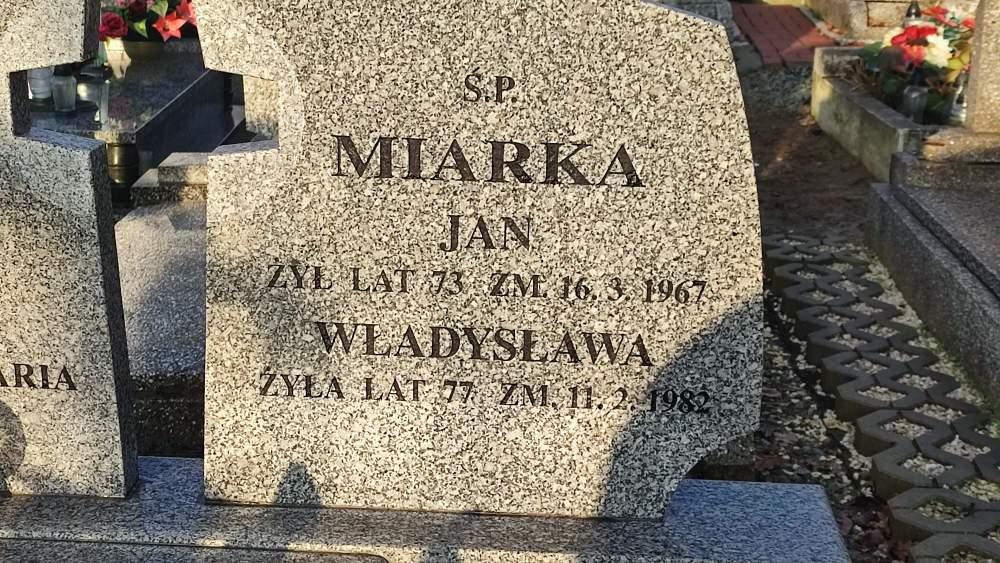 Ś.P.
MIARKA
JAN
ŻYŁ LAT 73 ZM. 16.3.1967
WŁADYSŁAWA
ŻYŁA LAT 77 ZM. 11.2.1982
ARIA